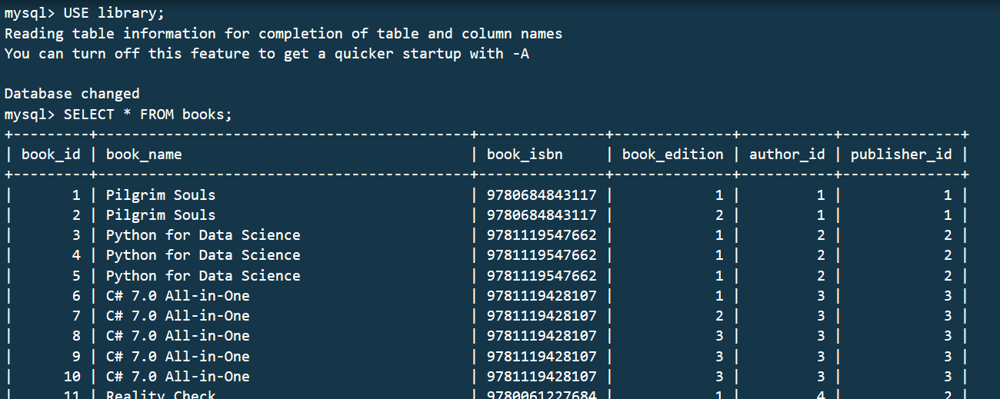 mysql> USE library;
Reading table information for completion of table and column names
You can turn off this feature to get a quicker startup with -A
Database changed
mysql> SELECT * FROM books;
+---------+--------------------------------------------+---------------+--------------+-----------+--------------+
| book_id | book_name                                  | book_isbn     | book_edition | author_id | publisher_id |
+---------+--------------------------------------------+---------------+--------------+-----------+--------------+
|       1 | Pilgrim Souls                              | 9780684843117 |            1 |         1 |            1 |
|       2 | Pilgrim Souls                              | 9780684843117 |            2 |         1 |            1 |
|       3 | Python for Data Science                    | 9781119547662 |            1 |         2 |            2 |
|       4 | Python for Data Science                    | 9781119547662 |            1 |         2 |            2 |
|       5 | Python for Data Science                    | 9781119547662 |            1 |         2 |            2 |
|       6 | C# 7.0 All-in-One                          | 9781119428107 |            1 |         3 |            3 |
|       7 | C# 7.0 All-in-One                          | 9781119428107 |            2 |         3 |            3 |
|       8 | C# 7.0 All-in-One                          | 9781119428107 |            3 |         3 |            3 |
|       9 | C# 7.0 All-in-One                          | 9781119428107 |            3 |         3 |            3 |
|      10 | C# 7.0 All-in-One                          | 9781119428107 |            3 |         3 |            3 |
|      11 | Reality Check                              | 9780061227684 |            1 |         4 |            2 |